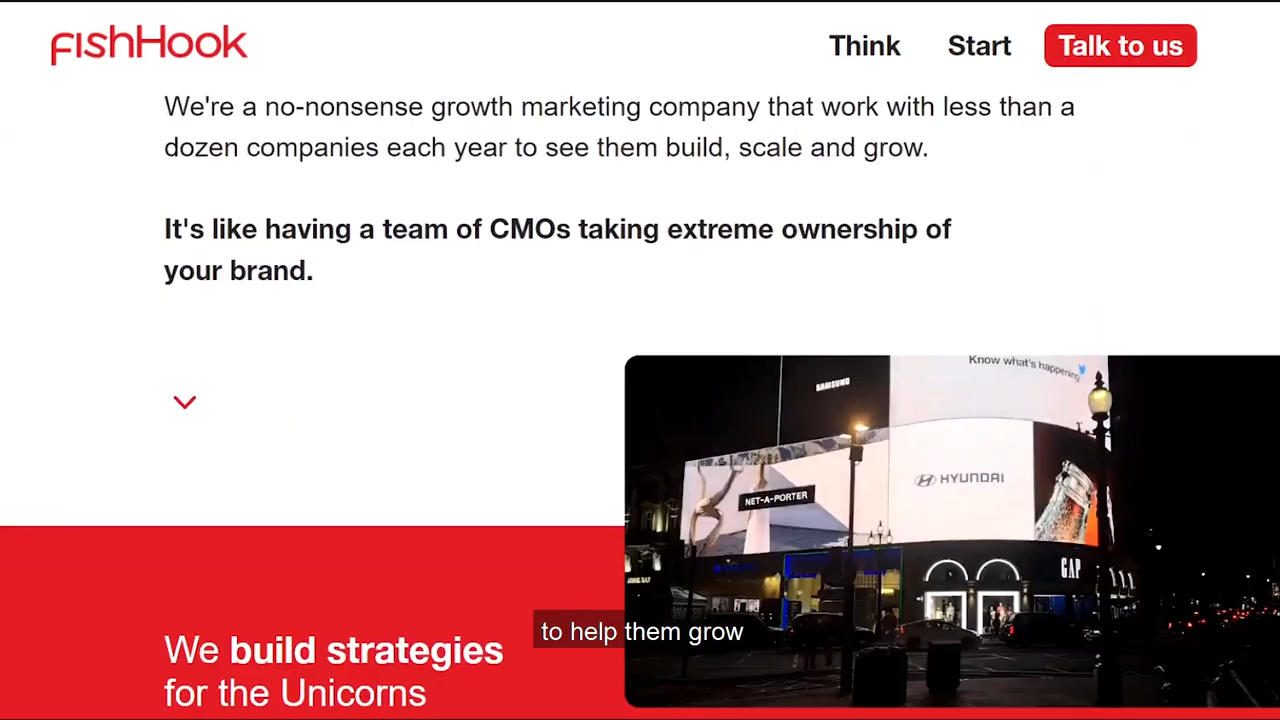 fishHook
Think
Start
Talk to us
We're a no-nonsense growth marketing company that work with less than a
dozen companies each year to see them build, scale and grow.
It's like having a team of CMOs taking extreme ownership of
your brand.
Know what's happening
SAMSUNG
HYUNDAI
NET-A-PORTER
GAP
to help them grow
We build strategies
for the Unicorns